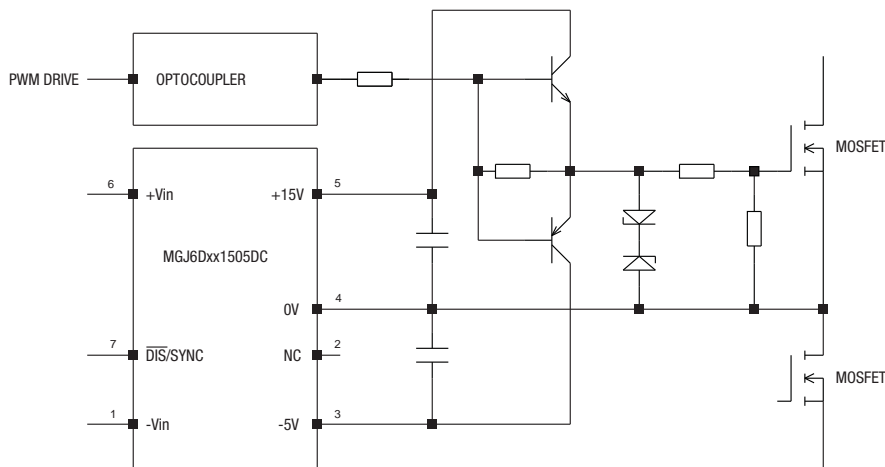 PWM DRIVE
OPTOCOUPLER
MOSFET
6
+Vin
+15V
5
MGJ6Dxx1505DC
0V
4
7
DIS/SYNC
NC
2
MOSFET
1
-Vin
-5V
3